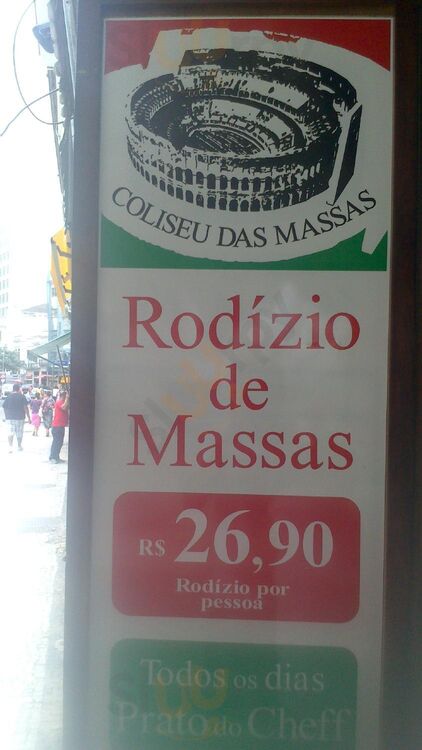 COLISEU DAS MASSAS
Rodízio
de
Massas
R$ 26,90
Rodízio por
pessoa
Todos os dias
Prato do Cheff